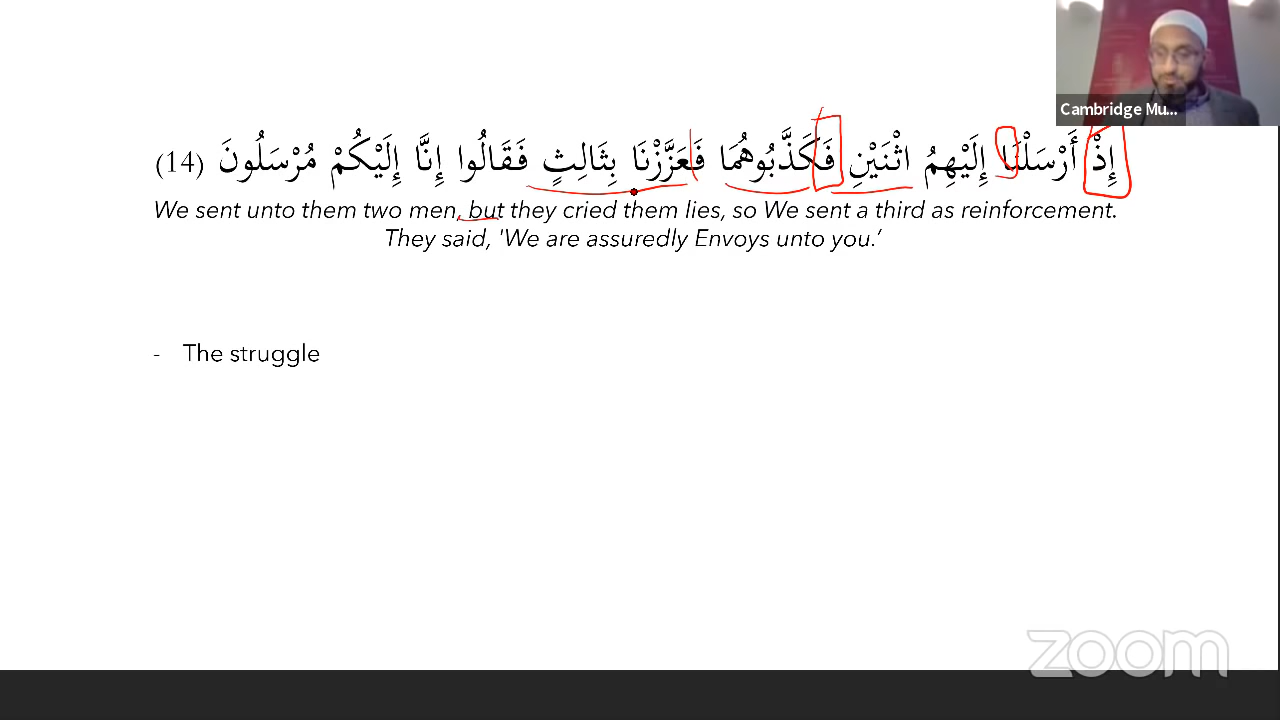 Cambridge Mu...
إِذْ أَرْسَلْنَا إِلَيْهِمُ اثْنَيْنِ فَكَذَّبُوهُمَا فَعَزَّزْنَا بِثَالِثٍ فَقَالُوا إِنَّا إِلَيْكُمْ مُرْسَلُونَ (14)
We sent unto them two men, but they cried them lies, so We sent a third as reinforcement.
They said, 'We are assuredly Envoys unto you.’
- The struggle
zoom